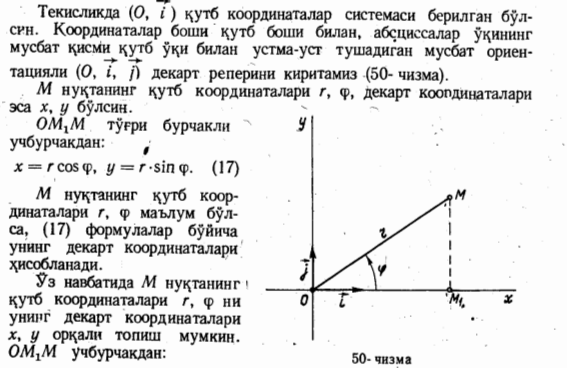 Текисликда (O, i⃗) қутб координаталар системаси берилган бўл-
син. Координаталар боши қутб боши билан, абсциссалар ўқининг
мусбат қисми қутб ўқи билан устма-уст тушадиган мусбат ориен-
тацияли (O, i⃗, j⃗) декарт реперини киритамиз (50- чизма).
M нуқтанинг қутб координаталари r, φ, декарт координаталари
эса x, y бўлсин.
OM₁M тўғри бурчакли
учбурчакдан:
x = r cos φ, y = r·sin φ. (17)
M нуқтанинг қутб коор-
динаталари r, φ маълум бўл-
са, (17) формулалар бўйича
унинг декарт координаталари
ҳисобланади.
Ўз навбатида M нуқтанинг
қутб координаталари r, φ ни
унинг декарт координаталари
x, y орқали топиш мумкин.
OM₁M учбурчакдан:
y
M
r
j⃗
φ
O
i⃗
M₁
x
50- чизма